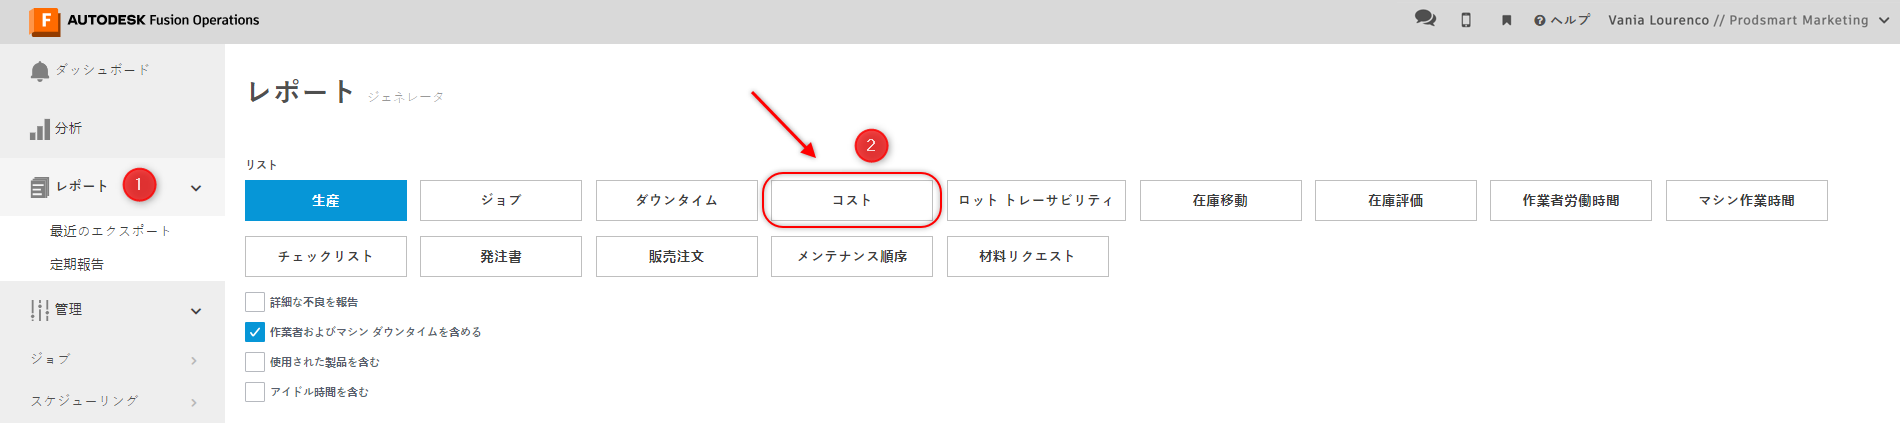 F AUTODESK Fusion Operations
ヘルプ Vania Lourenco // Prodsmart Marketing
ダッシュボード
分析
レポート 1
最近のエクスポート
定期報告
管理
ジョブ
スケジューリング
レポート ジェネレータ
2
リスト
生産 ジョブ ダウンタイム コスト ロット トレーサビリティ 在庫移動 在庫評価 作業者労働時間 マシン作業時間
チェックリスト 発注書 販売注文 メンテナンス順序 材料リクエスト
詳細な不良を報告
作業者およびマシン ダウンタイムを含める
使用された製品を含む
アイドル時間を含む